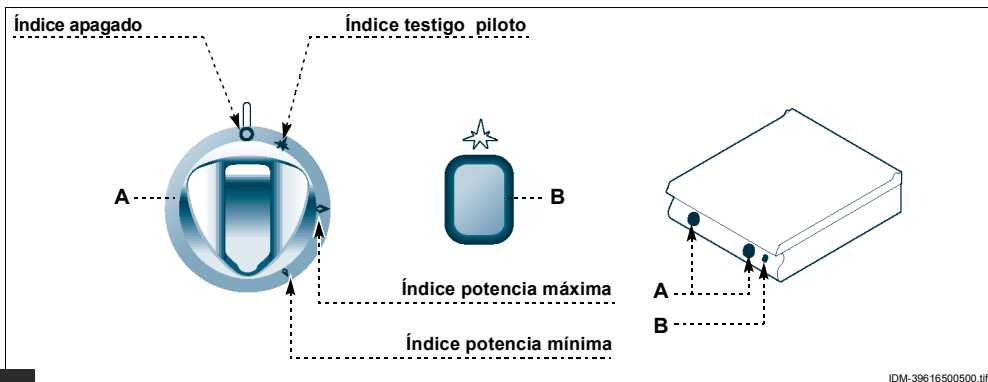 Índice apagado
Índice testigo piloto
A
B
Índice potencia máxima
Índice potencia mínima
A
B
IDM-39616500500.tif